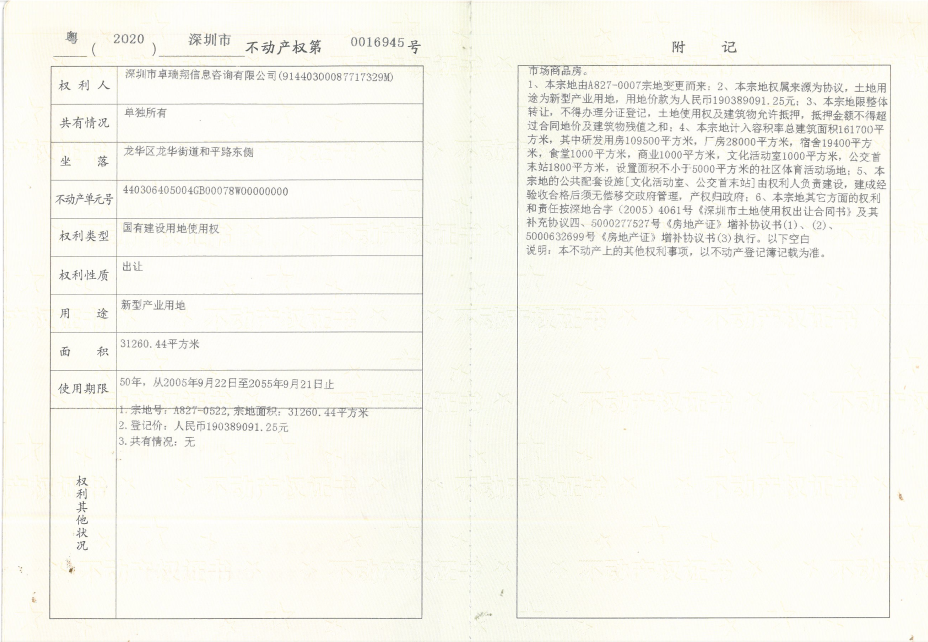 粤（2020）深圳市不动产权第0016945号
权利人 深圳市卓瑞翔信息咨询有限公司(91440300087717329M)
共有情况 单独所有
坐落 龙华区龙华街道和平路东侧
不动产单元号 440306405004GB00078W00000000
权利类型 国有建设用地使用权
权利性质 出让
用途 新型产业用地
面积 31260.44平方米
使用期限 50年，从2005年9月22日至2055年9月21日止
权利其他状况
1.宗地号：A827-0522,宗地面积：31260.44平方米
2.登记价：人民币190389091.25元
3.共有情况：无
附记
市场商品房。
1、本宗地由A827-0007宗地变更而来；2、本宗地权属来源为协议，土地用
途为新型产业用地，用地价款为人民币190389091.25元；3、本宗地限整体
转让，不得办理分证登记，土地使用权及建筑物允许抵押，抵押金额不得超
过合同地价及建筑物残值之和；4、本宗地计入容积率总建筑面积161700平
方米，其中研发用房109500平方米，厂房28000平方米，宿舍19400平方
米，食堂1000平方米，商业1000平方米，文化活动室1000平方米，公交首
末站1800平方米，设置面积不小于5000平方米的社区体育活动场地；5、本
宗地的公共配套设施[文化活动室、公交首末站]由权利人负责建设，建成经
验收合格后须无偿移交政府管理，产权归政府；6、本宗地其它方面的权利
和责任按深地合字（2005）4061号《深圳市土地使用权出让合同书》及其
补充协议四、5000277527号《房地产证》增补协议书(1)、(2)、
5000632699号《房地产证》增补协议书(3)执行。以下空白
说明：本不动产上的其他权利事项，以不动产登记簿记载为准。